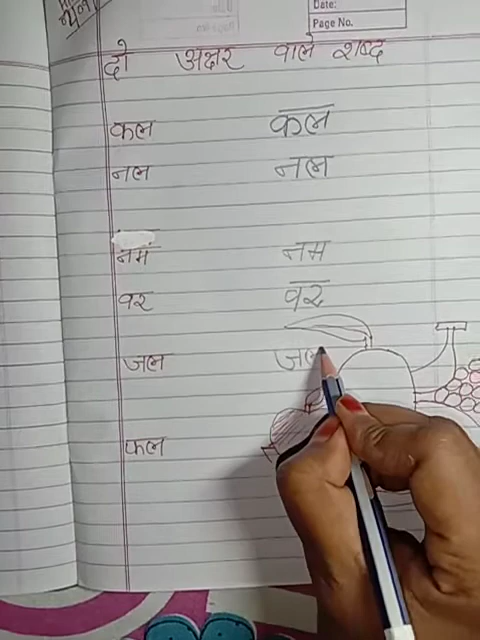 Date:
Page No.
दो अक्षर वाले शब्द
कल कल
नल नल
नम नम
वर वर
जल जल
फल